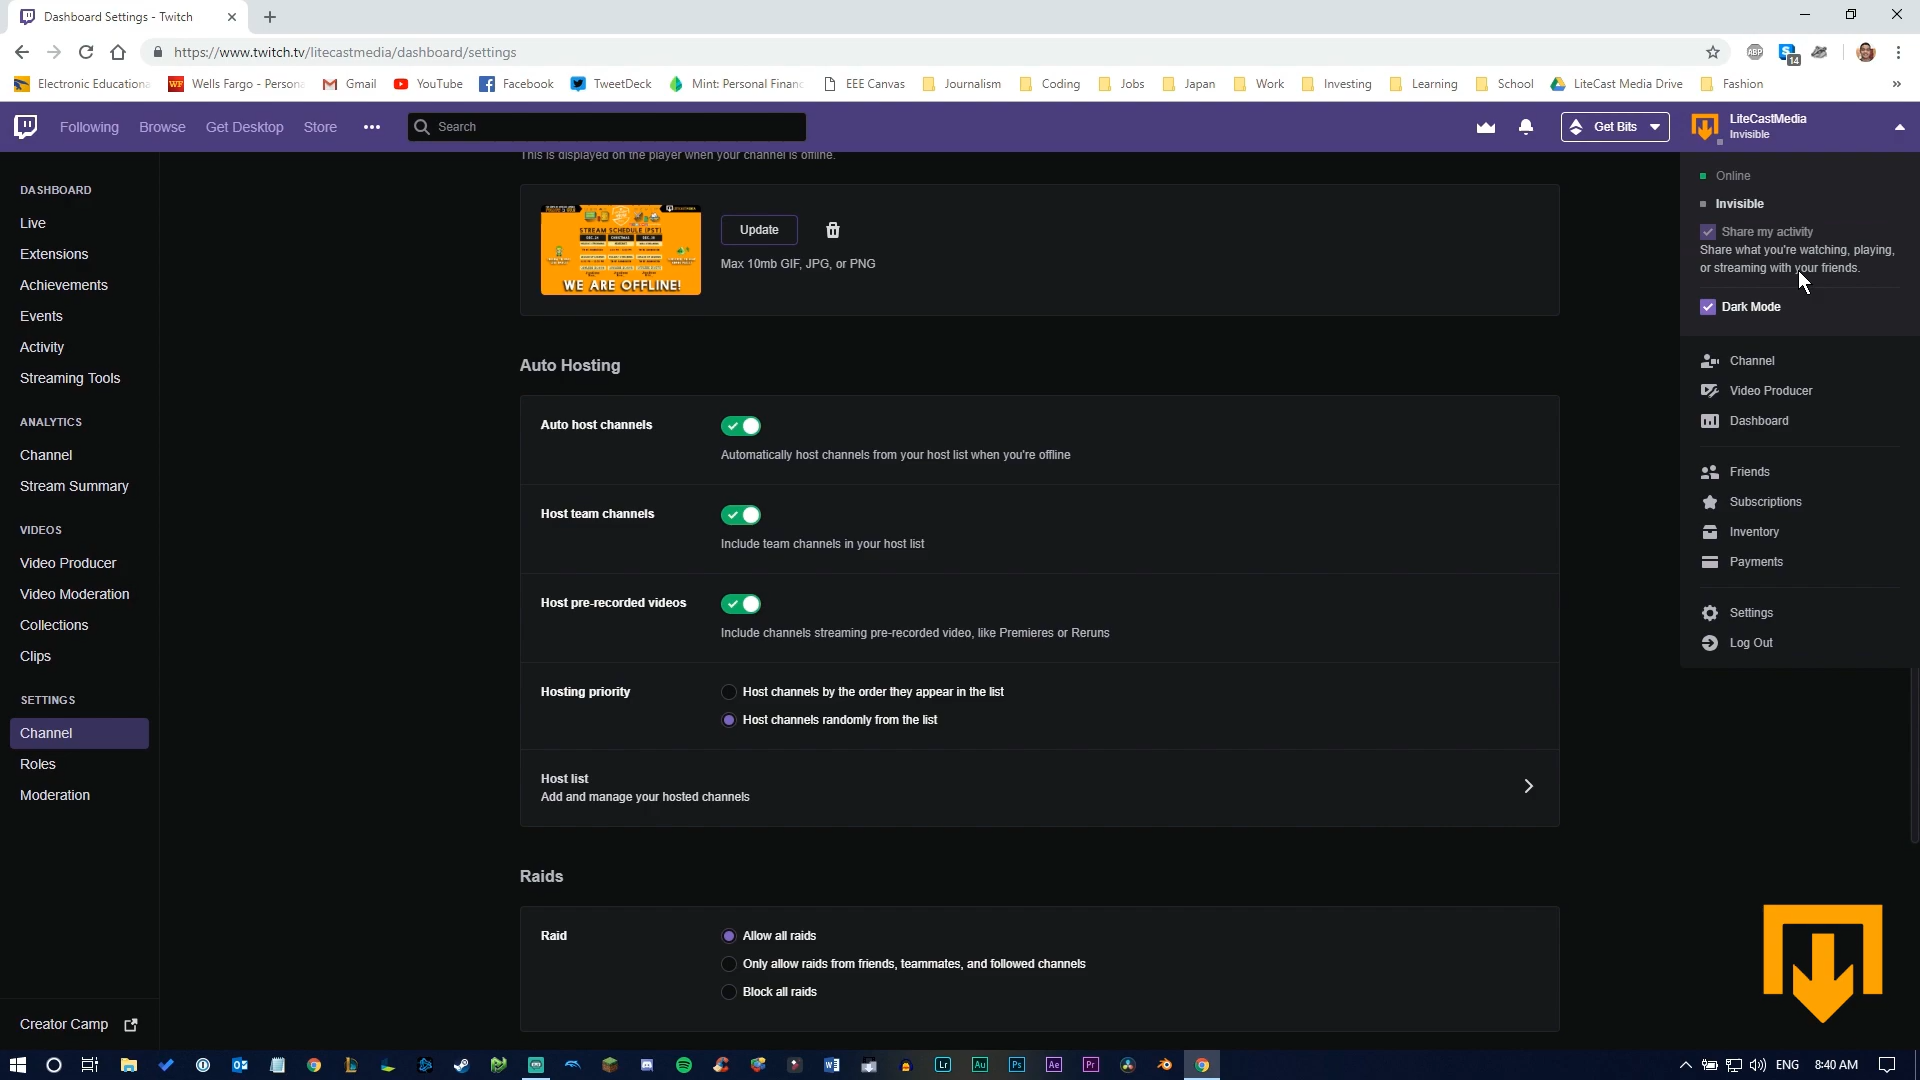 Dashboard Settings - Twitch
https://www.twitch.tv/litecastmedia/dashboard/settings
ABP
14
Electronic Educationa
WF
Wells Fargo - Persona
Gmail
YouTube
Facebook
TweetDeck
Mint: Personal Financ
EEE Canvas
Journalism
Coding
Jobs
Japan
Work
Investing
Learning
School
LiteCast Media Drive
Fashion
Following
Browse
Get Desktop
Store
Search
Get Bits
LiteCastMedia
Invisible
DASHBOARD
Live
Extensions
Achievements
Events
Activity
Streaming Tools
ANALYTICS
Channel
Stream Summary
VIDEOS
Video Producer
Video Moderation
Collections
Clips
SETTINGS
Channel
Roles
Moderation
Creator Camp
This is displayed on the player when your channel is offline.
STREAM SCHEDULE (PST)
WE ARE OFFLINE!
Update
Max 10mb GIF, JPG, or PNG
Auto Hosting
Auto host channels
Automatically host channels from your host list when you're offline
Host team channels
Include team channels in your host list
Host pre-recorded videos
Include channels streaming pre-recorded video, like Premieres or Reruns
Hosting priority
Host channels by the order they appear in the list
Host channels randomly from the list
Host list
Add and manage your hosted channels
Raids
Raid
Allow all raids
Only allow raids from friends, teammates, and followed channels
Block all raids
Online
Invisible
Share my activity
Share what you're watching, playing,
or streaming with your friends.
Dark Mode
Channel
Video Producer
Dashboard
Friends
Subscriptions
Inventory
Payments
Settings
Log Out
Lr
Au
Ps
Ae
Pr
ENG
8:40 AM